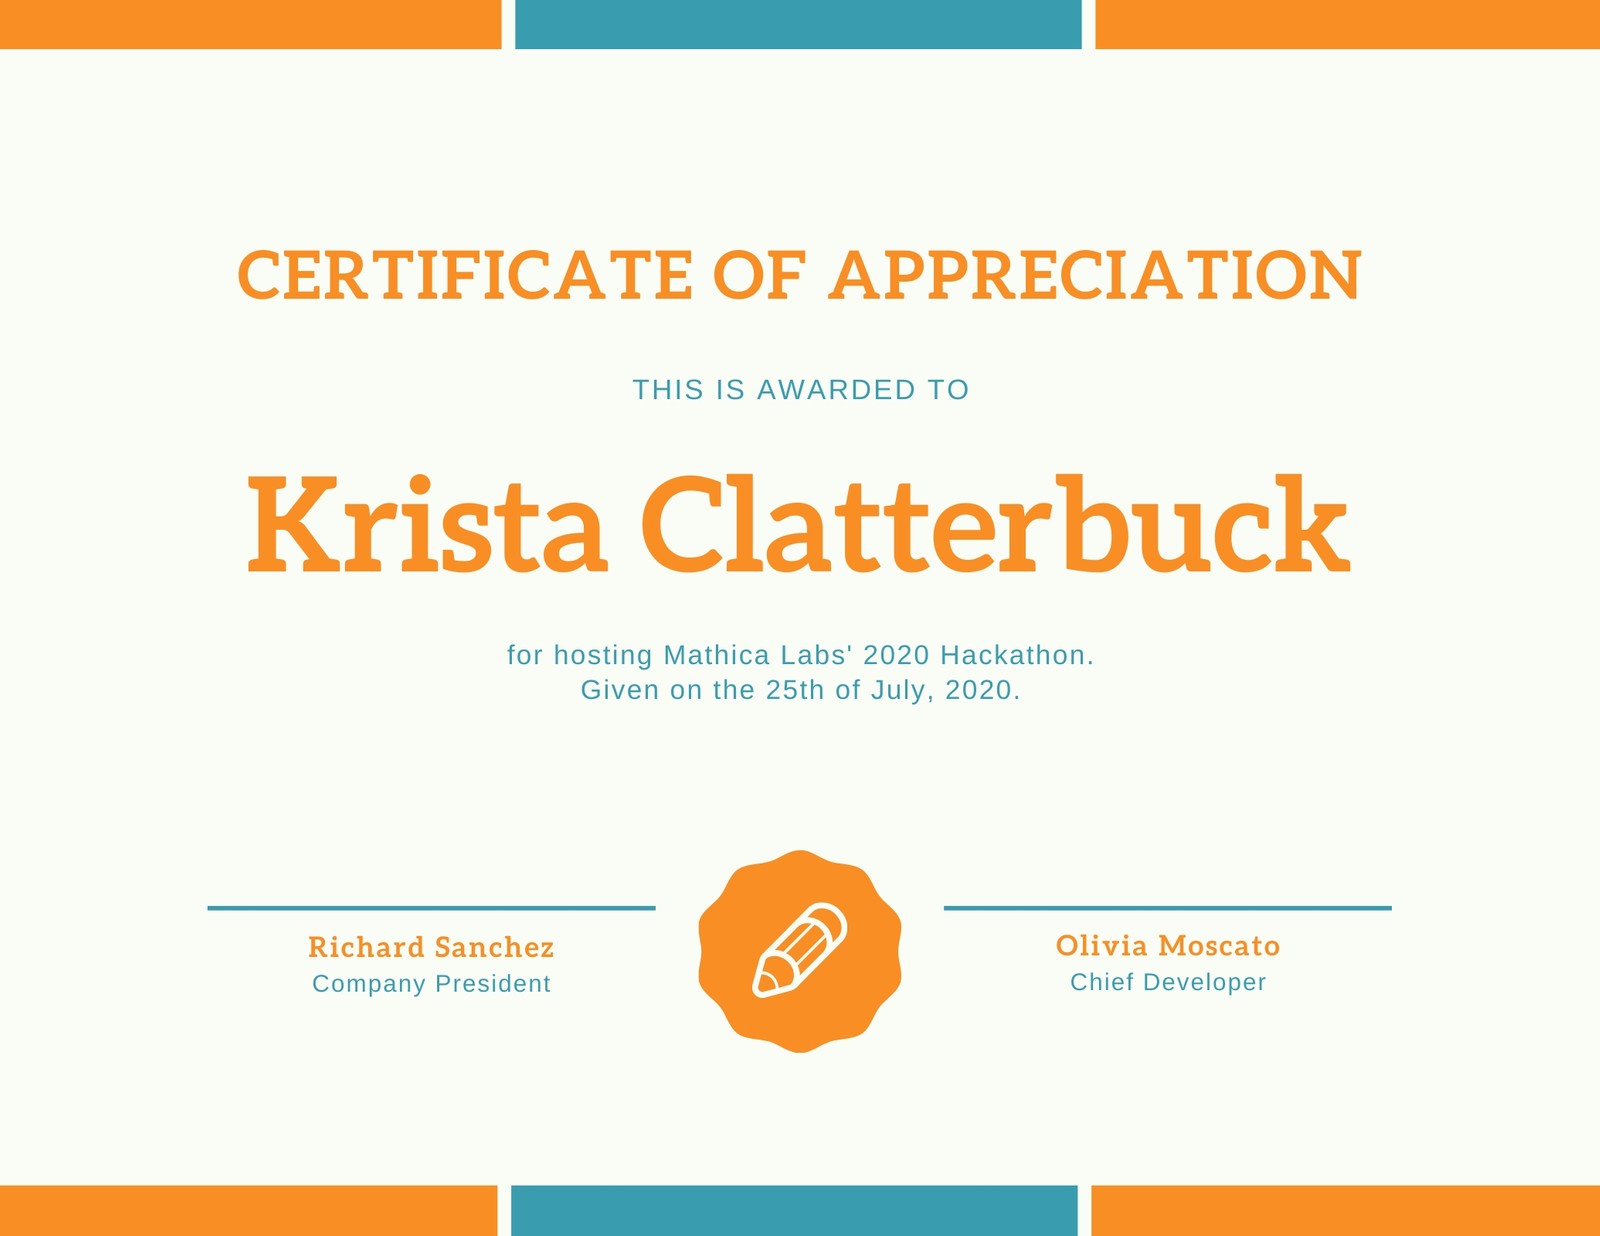 CERTIFICATE OF APPRECIATION
THIS IS AWARDED TO
Krista Clatterbuck
for hosting Mathica Labs' 2020 Hackathon.
Given on the 25th of July, 2020.
Richard Sanchez
Company President
Olivia Moscato
Chief Developer